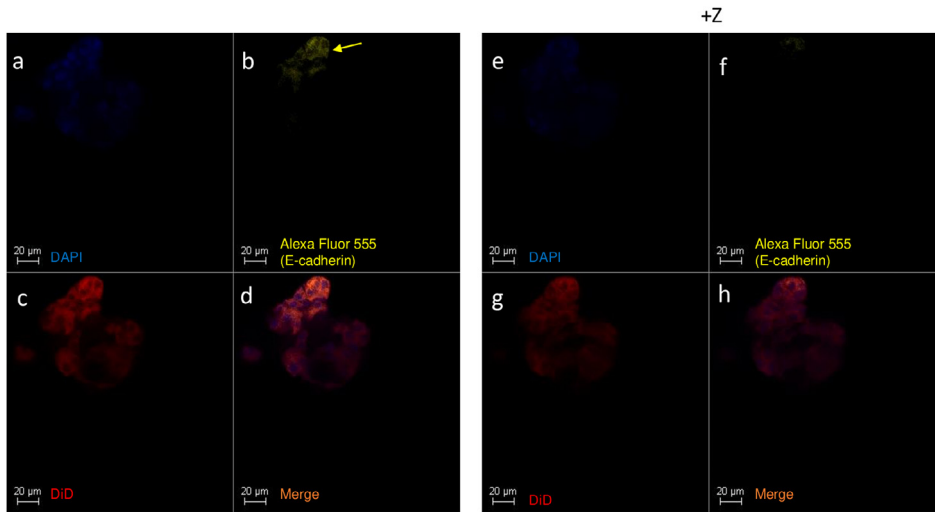 +Z
a
b
e
f
20 µm
DAPI
20 µm
Alexa Fluor 555
(E-cadherin)
20 µm
DAPI
20 µm
Alexa Fluor 555
(E-cadherin)
c
d
g
h
20 µm
DiD
20 µm
Merge
20 µm
DiD
20 µm
Merge